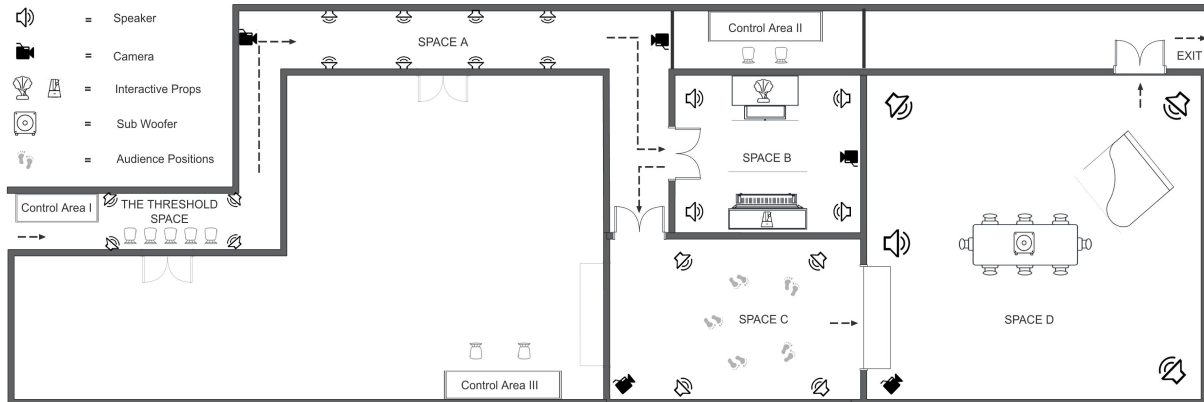 = Speaker
= Camera
= Interactive Props
= Sub Woofer
= Audience Positions
SPACE A
Control Area II
EXIT
SPACE B
Control Area I
THE THRESHOLD
SPACE
SPACE C
SPACE D
Control Area III